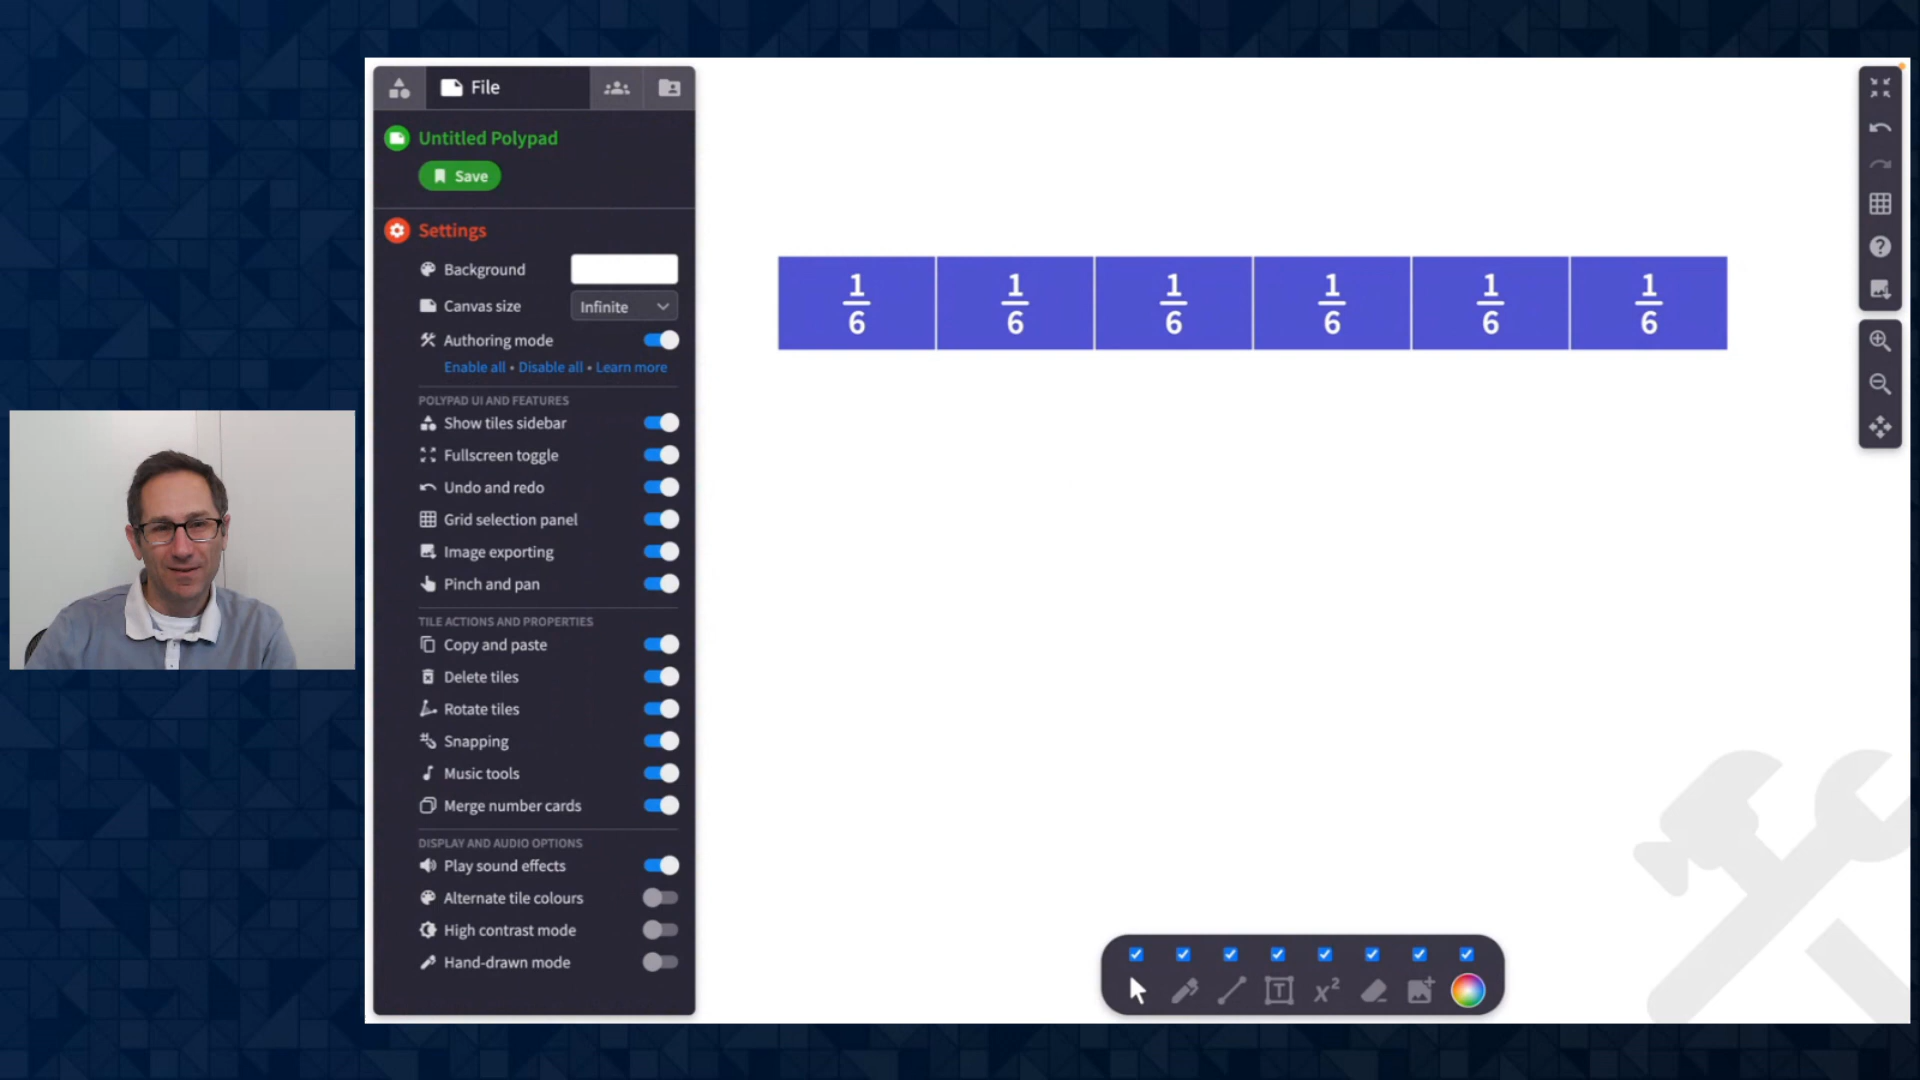 File
Untitled Polypad
Save
Settings
Background
Canvas size
Infinite
Authoring mode
Enable all • Disable all • Learn more
POLYPAD UI AND FEATURES
Show tiles sidebar
Fullscreen toggle
Undo and redo
Grid selection panel
Image exporting
Pinch and pan
TILE ACTIONS AND PROPERTIES
Copy and paste
Delete tiles
Rotate tiles
Snapping
Music tools
Merge number cards
DISPLAY AND AUDIO OPTIONS
Play sound effects
Alternate tile colours
High contrast mode
Hand-drawn mode
1 1 1 1 1 1
6 6 6 6 6 6
T x²